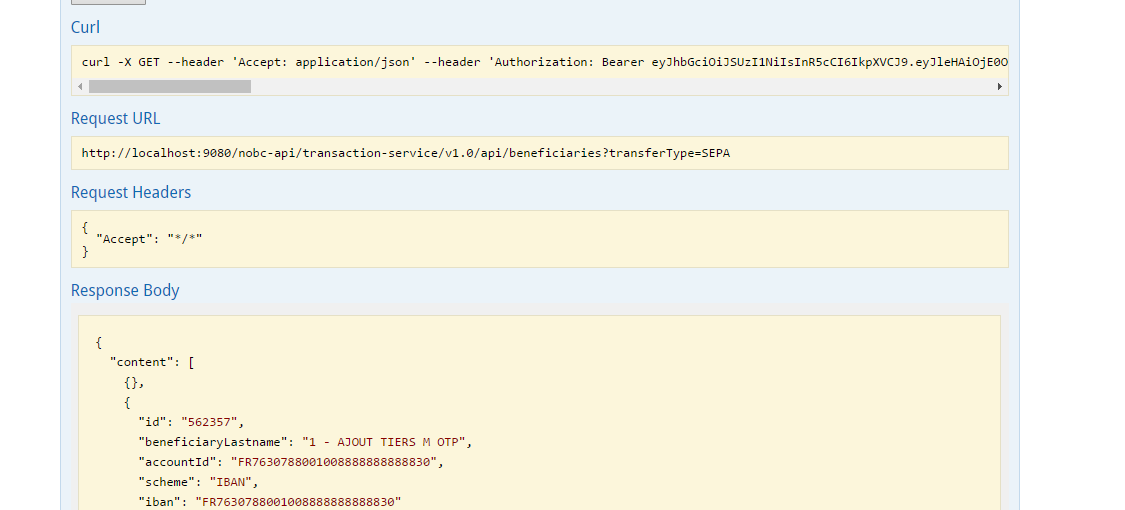 Curl
curl -X GET --header 'Accept: application/json' --header 'Authorization: Bearer eyJhbGciOiJSUzI1NiIsInR5cCI6IkpXVCJ9.eyJleHAiOjE0O
Request URL
http://localhost:9080/nobc-api/transaction-service/v1.0/api/beneficiaries?transferType=SEPA
Request Headers
{
"Accept": "*/*"
}
Response Body
{
"content": [
{},
{
"id": "562357",
"beneficiaryLastname": "1 - AJOUT TIERS M OTP",
"accountId": "FR7630788001008888888888830",
"scheme": "IBAN",
"iban": "FR7630788001008888888888830"